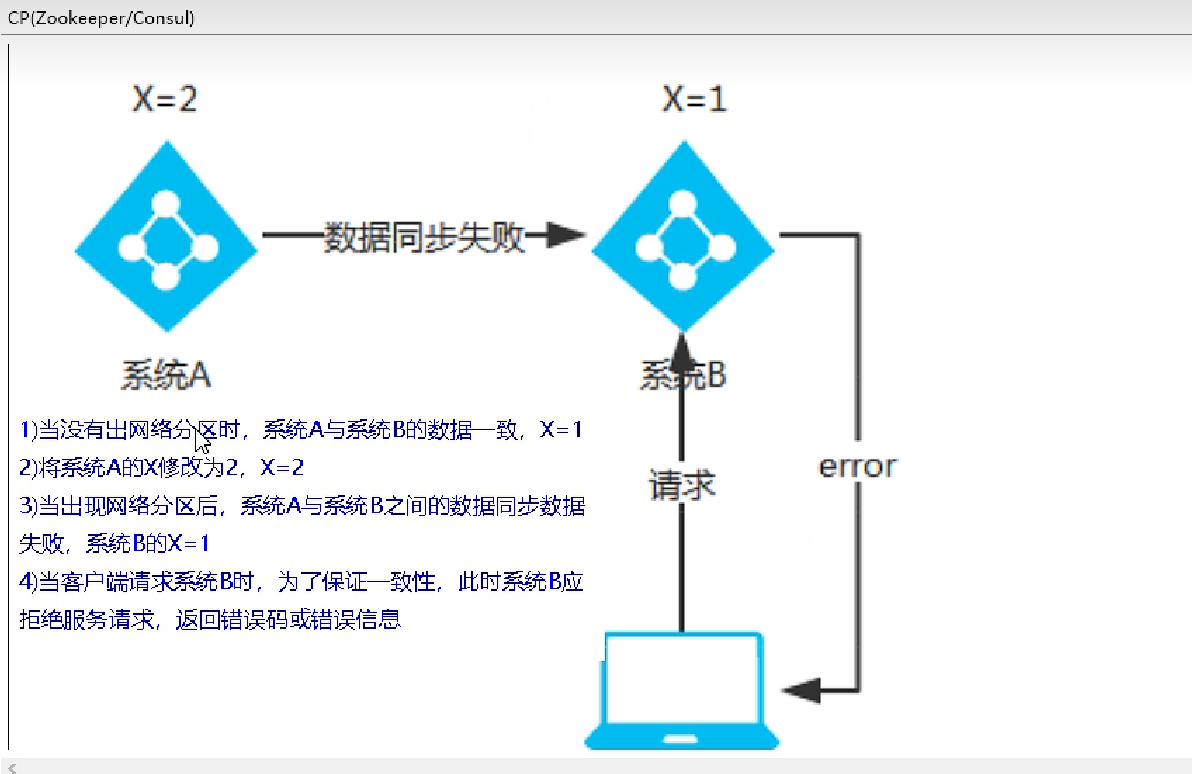 CP(Zookeeper/Consul)
X=2
X=1
数据同步失败
系统A
系统B
1)当没有出网络分区时，系统A与系统B的数据一致，X=1
2)将系统A的X修改为2，X=2
3)当出现网络分区后，系统A与系统B之间的数据同步数据
失败，系统B的X=1
4)当客户端请求系统B时，为了保证一致性，此时系统B应
拒绝服务请求，返回错误码或错误信息
请求
error